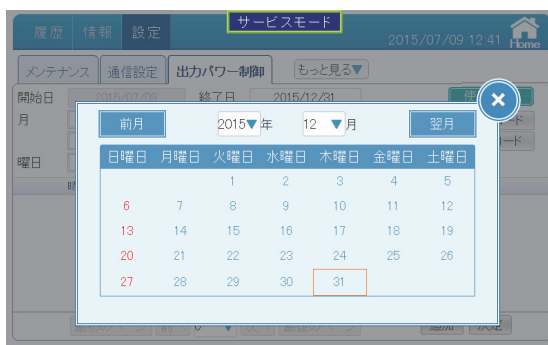 サービスモード
履歴 情報 設定 2015/07/09 12:41 Home
メンテナンス 通信設定 出力パワー制御 もっと見る▼
開始日 2015/07/09 終了日 2015/12/31
月
曜日
前月 2015▼年 12▼月 翌月
日曜日 月曜日 火曜日 水曜日 木曜日 金曜日 土曜日
1 2 3 4 5
6 7 8 9 10 11 12
13 14 15 16 17 18 19
20 21 22 23 24 25 26
27 28 29 30 31
追加 決定